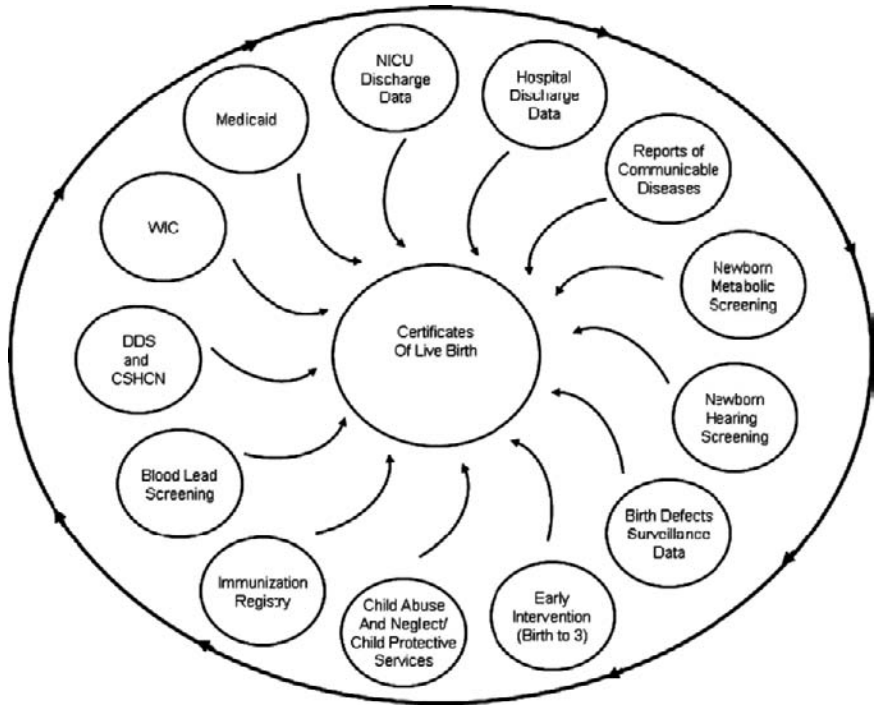 NICU
Discharge
Data
Hospital
Discharge
Data
Medicaid
Reports of
Communicable
Diseases
WIC
Newborn
Metabolic
Screening
Certificates
Of Live Birth
DDS
and
CSHCN
Newborn
Hearing
Screening
Blood Lead
Screening
Birth Defects
Surveillance
Data
Immunization
Registry
Child Abuse
And Neglect/
Child Protective
Services
Early
Intervention
(Birth to 3)